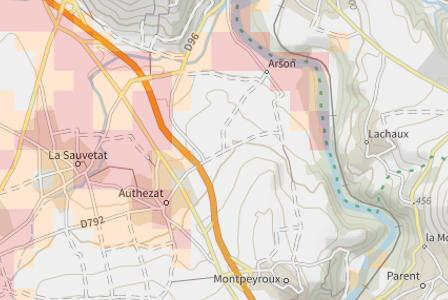 D96
Arson
Lachaux
La Sauvetat
Authezat
.456
D792
la Mo
Montpeyroux
Parent